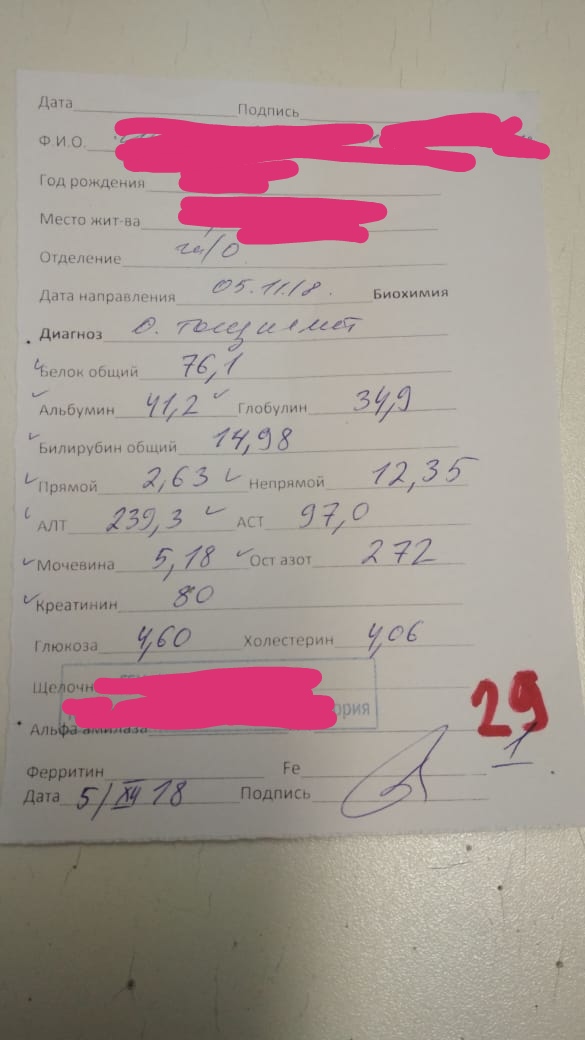 Дата Подпись
Ф.И.О.
Год рождения
Место жит-ва
Отделение /О
Дата направления 05.11.18. Биохимия
Диагноз О.
Белок общий 76,1
Альбумин 41,2 Глобулин 34,9
Билирубин общий 14,98
Прямой 2,63 Непрямой 12,35
АЛТ 239,3 АСТ 97,0
Мочевина 5,18 Ост азот 272
Креатинин 80
Глюкоза 4,60 Холестерин 4,06
Щелочн
ория
Альфа амилаза
29
1
Ферритин Fe
Дата 5/XII 18 Подпись